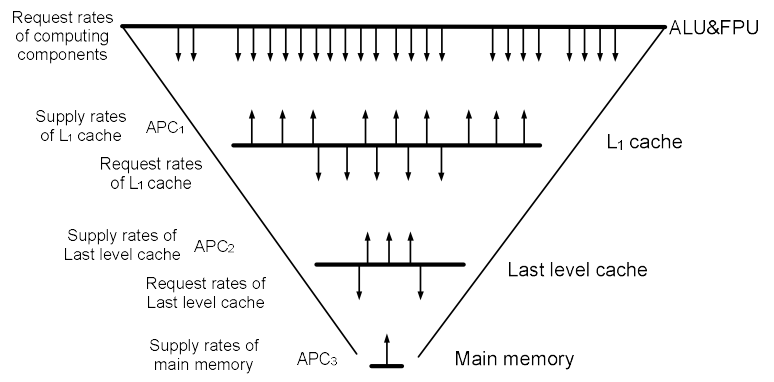 Request rates
of computing
components
ALU&FPU
Supply rates
of L₁ cache
APC₁
L₁ cache
Request rates
of L₁ cache
Supply rates of
Last level cache
APC₂
Last level cache
Request rates of
Last level cache
Supply rates of
main memory
APC₃
Main memory